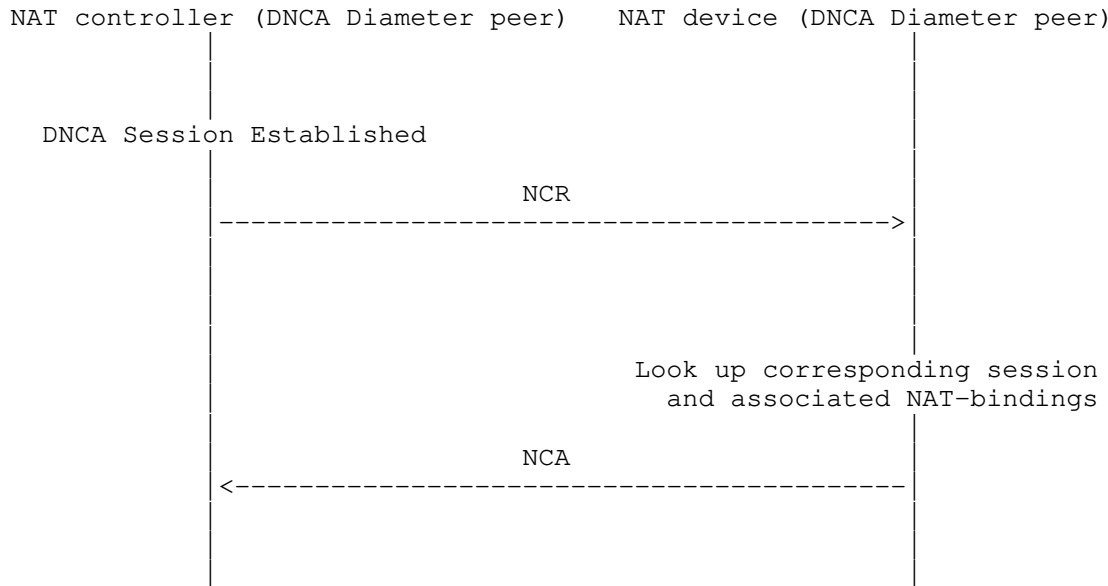 NAT controller (DNCA Diameter peer) NAT device (DNCA Diameter peer)
DNCA Session Established
NCR
Look up corresponding session
and associated NAT-bindings
NCA